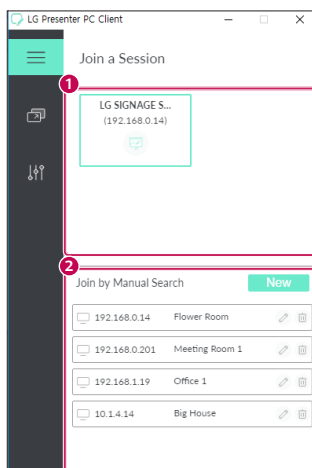 LG Presenter PC Client
Join a Session
1
LG SIGNAGE S...
(192.168.0.14)
2
Join by Manual Search New
192.168.0.14 Flower Room
192.168.0.201 Meeting Room 1
192.168.1.19 Office 1
10.1.4.14 Big House